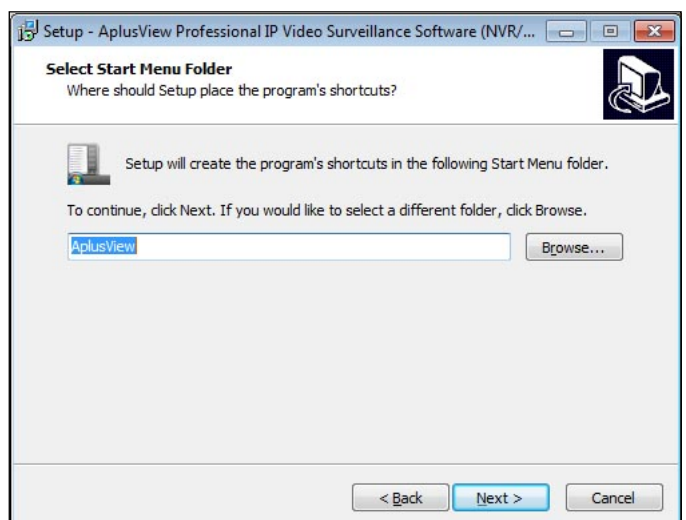 Setup - AplusView Professional IP Video Surveillance Software (NVR/...
Select Start Menu Folder
Where should Setup place the program's shortcuts?
Setup will create the program's shortcuts in the following Start Menu folder.
To continue, click Next. If you would like to select a different folder, click Browse.
AplusView
Browse...
< Back
Next >
Cancel